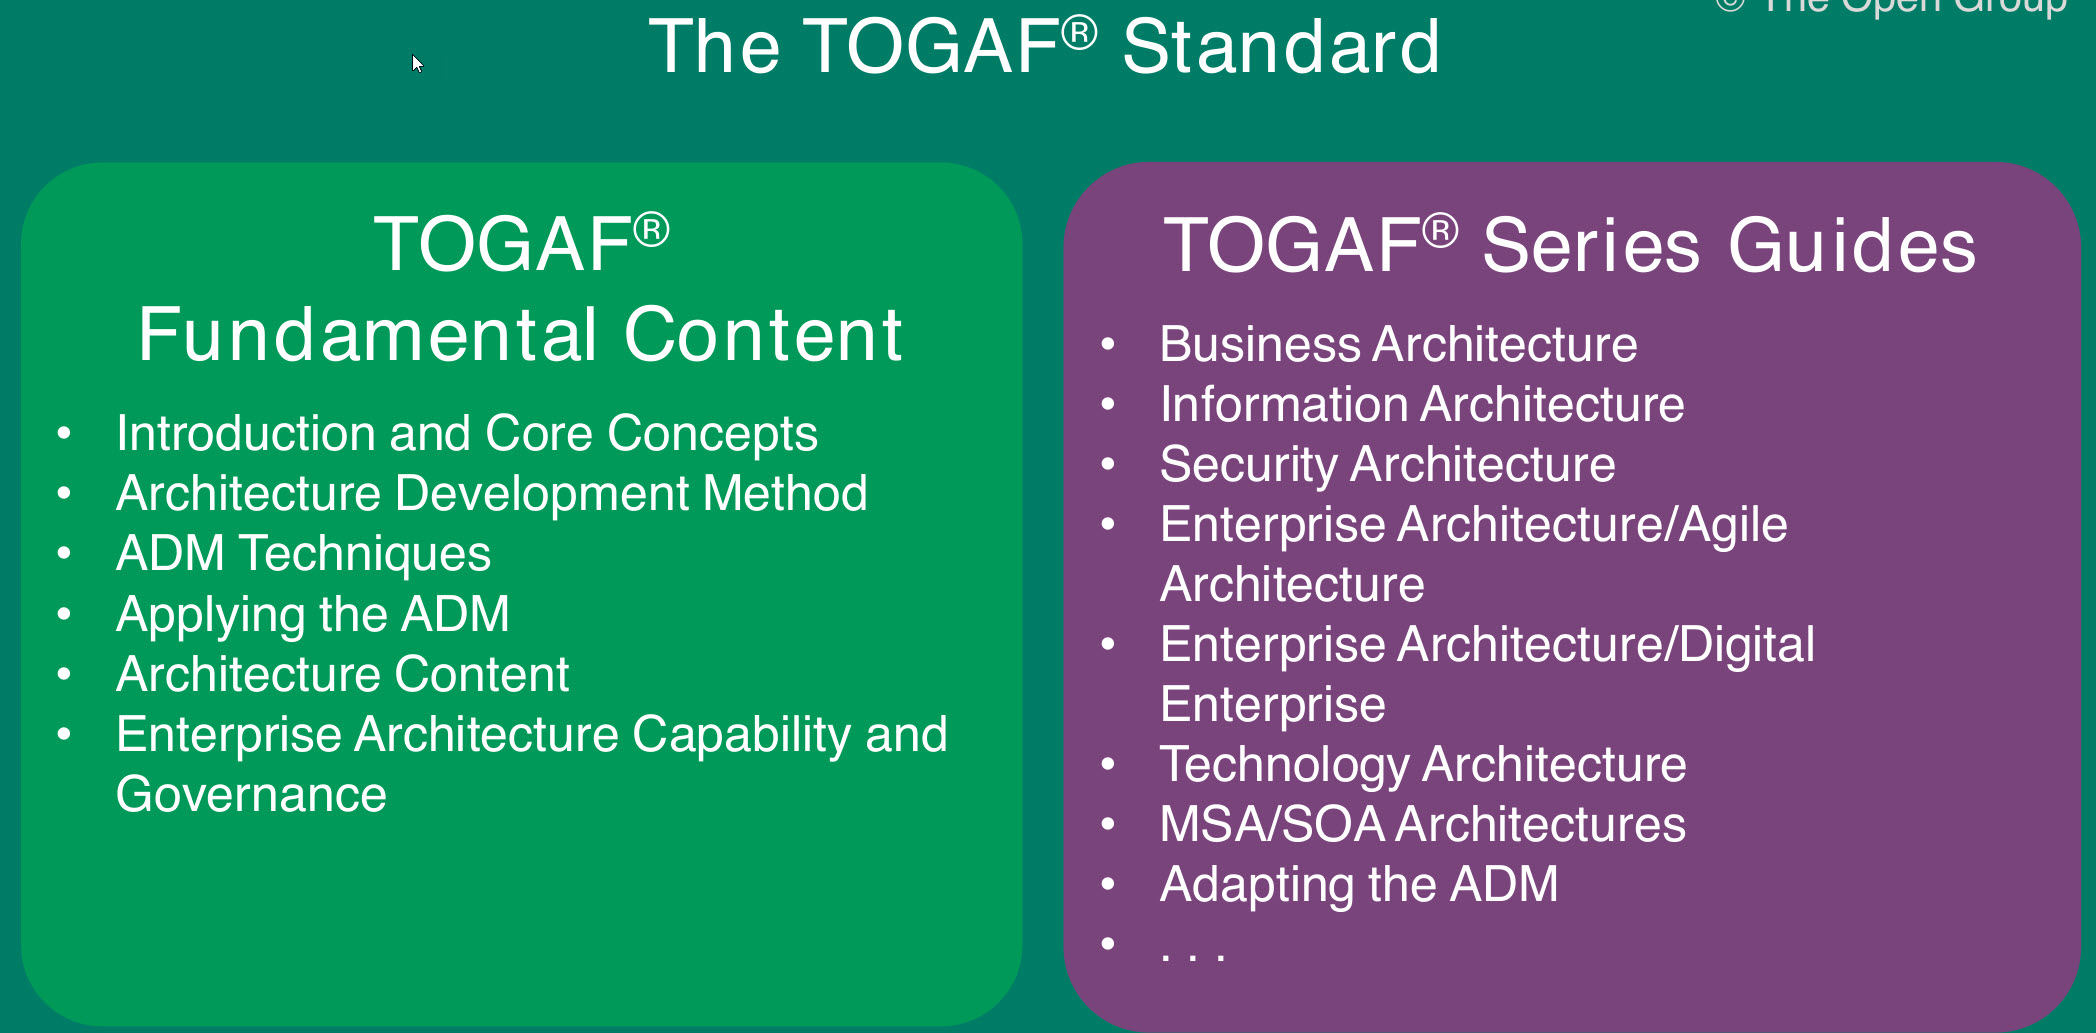 © The Open Group
The TOGAF® Standard
TOGAF®
Fundamental Content
• Introduction and Core Concepts
• Architecture Development Method
• ADM Techniques
• Applying the ADM
• Architecture Content
• Enterprise Architecture Capability and
Governance
TOGAF® Series Guides
• Business Architecture
• Information Architecture
• Security Architecture
• Enterprise Architecture/Agile
Architecture
• Enterprise Architecture/Digital
Enterprise
• Technology Architecture
• MSA/SOA Architectures
• Adapting the ADM
• . . .